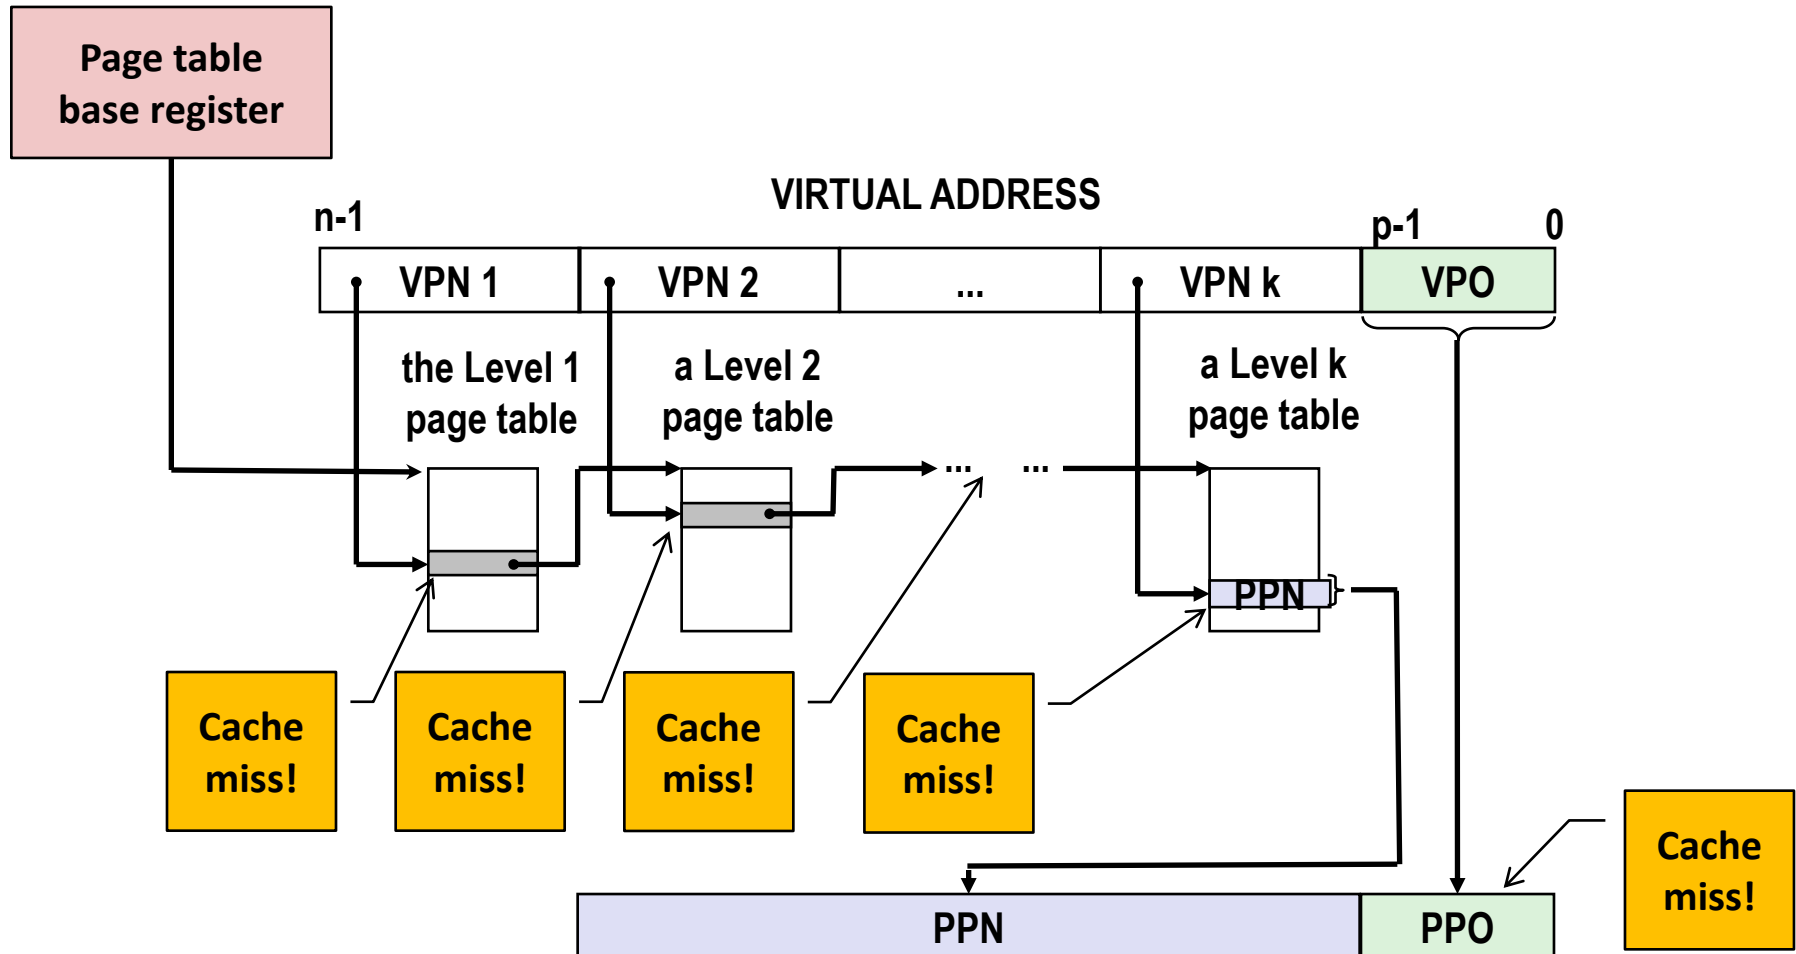 Page table
base register
VIRTUAL ADDRESS
n-1
p-1
0
VPN 1
VPN 2
...
VPN k
VPO
the Level 1
page table
a Level 2
page table
a Level k
page table
...
...
PPN
Cache
miss!
Cache
miss!
Cache
miss!
Cache
miss!
Cache
miss!
PPN
PPO